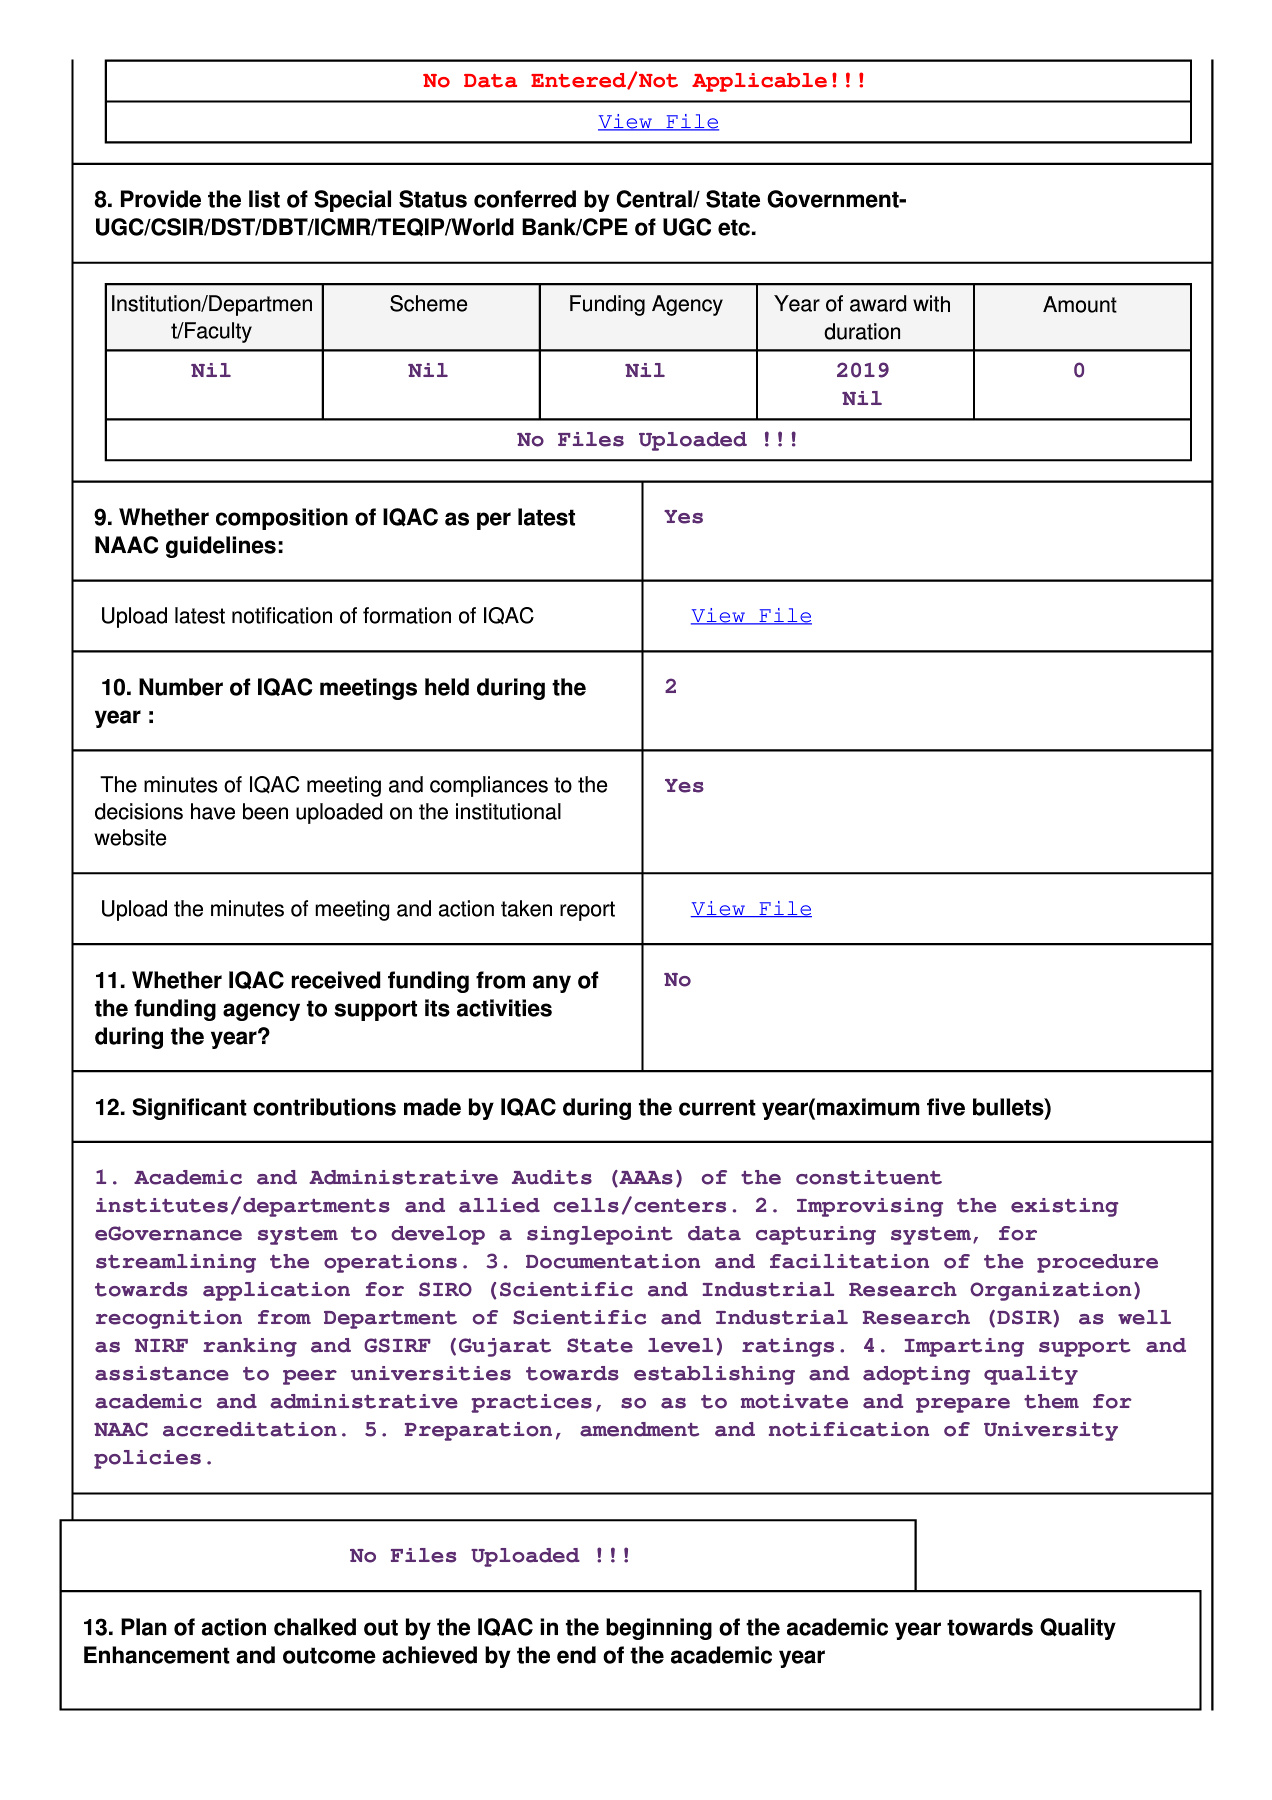 No Data Entered/Not Applicable!!!
View File
8. Provide the list of Special Status conferred by Central/ State Government-
UGC/CSIR/DST/DBT/ICMR/TEQIP/World Bank/CPE of UGC etc.
Institution/Departmen
t/Faculty
Scheme
Funding Agency
Year of award with
duration
Amount
Nil
Nil
Nil
2019
Nil
0
No Files Uploaded !!!
9. Whether composition of IQAC as per latest
NAAC guidelines:
Yes
Upload latest notification of formation of IQAC
View File
10. Number of IQAC meetings held during the
year :
2
The minutes of IQAC meeting and compliances to the
decisions have been uploaded on the institutional
website
Yes
Upload the minutes of meeting and action taken report
View File
11. Whether IQAC received funding from any of
the funding agency to support its activities
during the year?
No
12. Significant contributions made by IQAC during the current year(maximum five bullets)
1. Academic and Administrative Audits (AAAs) of the constituent
institutes/departments and allied cells/centers. 2. Improvising the existing
eGovernance system to develop a singlepoint data capturing system, for
streamlining the operations. 3. Documentation and facilitation of the procedure
towards application for SIRO (Scientific and Industrial Research Organization)
recognition from Department of Scientific and Industrial Research (DSIR) as well
as NIRF ranking and GSIRF (Gujarat State level) ratings. 4. Imparting support and
assistance to peer universities towards establishing and adopting quality
academic and administrative practices, so as to motivate and prepare them for
NAAC accreditation. 5. Preparation, amendment and notification of University
policies.
No Files Uploaded !!!
13. Plan of action chalked out by the IQAC in the beginning of the academic year towards Quality
Enhancement and outcome achieved by the end of the academic year